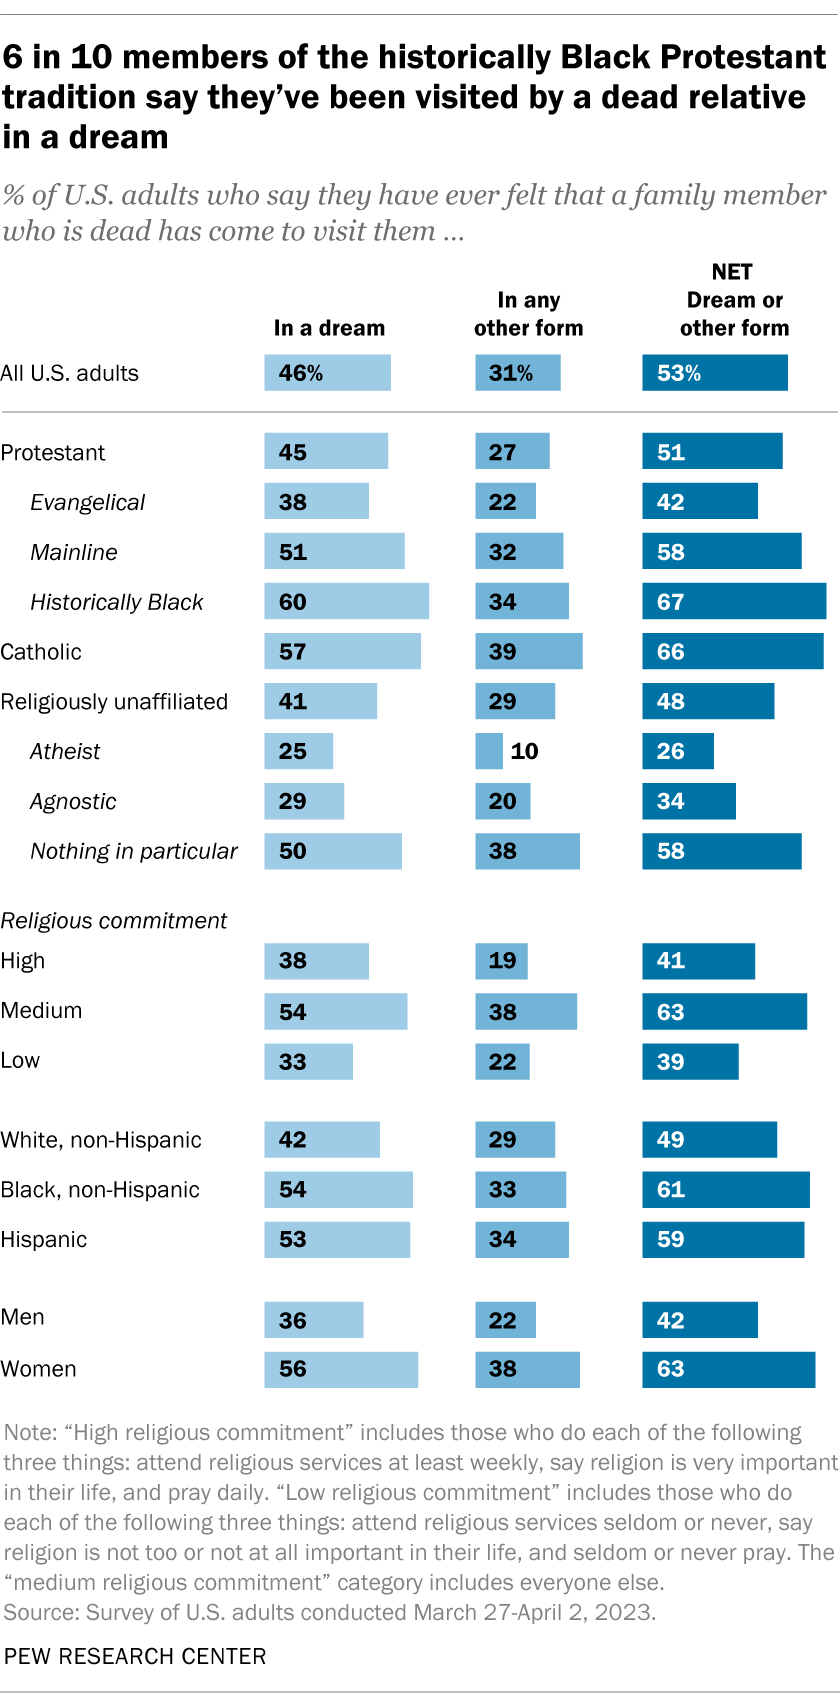 6 in 10 members of the historically Black Protestant
tradition say they’ve been visited by a dead relative
in a dream
% of U.S. adults who say they have ever felt that a family member
who is dead has come to visit them ...
In a dream
In any
other form
NET
Dream or
other form
All U.S. adults 46% 31% 53%
Protestant 45 27 51
Evangelical 38 22 42
Mainline 51 32 58
Historically Black 60 34 67
Catholic 57 39 66
Religiously unaffiliated 41 29 48
Atheist 25 10 26
Agnostic 29 20 34
Nothing in particular 50 38 58
Religious commitment
High 38 19 41
Medium 54 38 63
Low 33 22 39
White, non-Hispanic 42 29 49
Black, non-Hispanic 54 33 61
Hispanic 53 34 59
Men 36 22 42
Women 56 38 63
Note: “High religious commitment” includes those who do each of the following
three things: attend religious services at least weekly, say religion is very important
in their life, and pray daily. “Low religious commitment” includes those who do
each of the following three things: attend religious services seldom or never, say
religion is not too or not at all important in their life, and seldom or never pray. The
“medium religious commitment” category includes everyone else.
Source: Survey of U.S. adults conducted March 27-April 2, 2023.
PEW RESEARCH CENTER